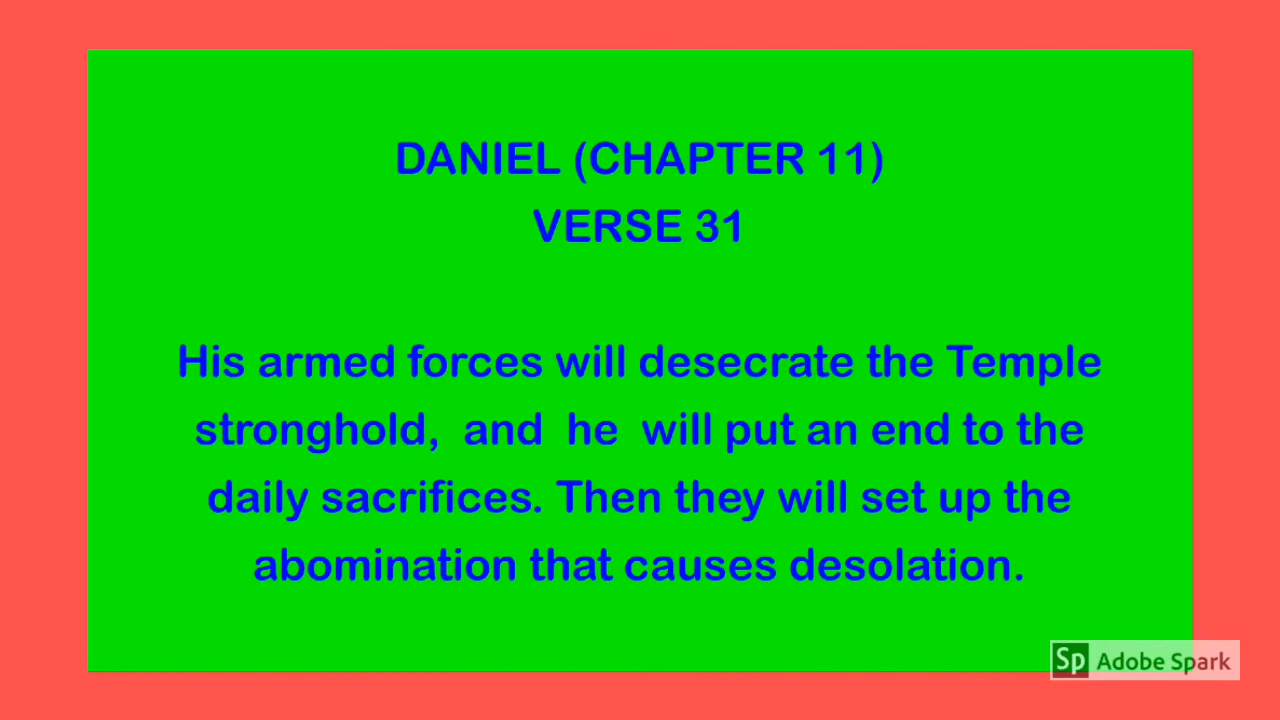 DANIEL (CHAPTER 11)
VERSE 31
His armed forces will desecrate the Temple
stronghold, and he will put an end to the
daily sacrifices. Then they will set up the
abomination that causes desolation.
Sp Adobe Spark